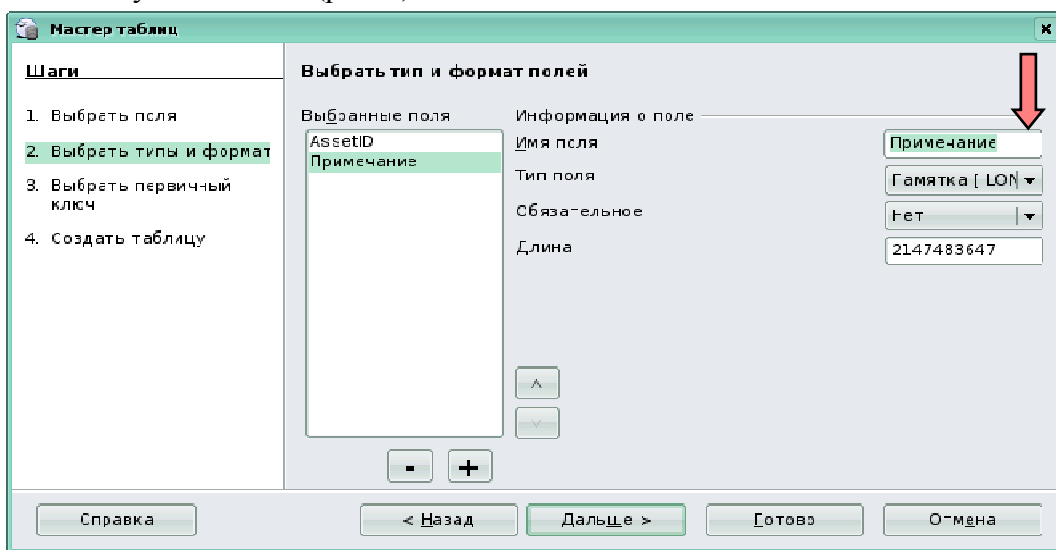 Мастер таблиц
Шаги
1. Выбрать поля
2. Выбрать типы и формат
3. Выбрать первичный
ключ
4. Создать таблицу
Выбрать тип и формат полей
Выбранные поля
AssetID
Примечание
Информация о поле
Имя поля
Примечание
Тип поля
Памятка [ LON
Обязательное
Нет
Длина
2147483647
- +
Справка
< Назад
Дальше >
Готово
Отмена